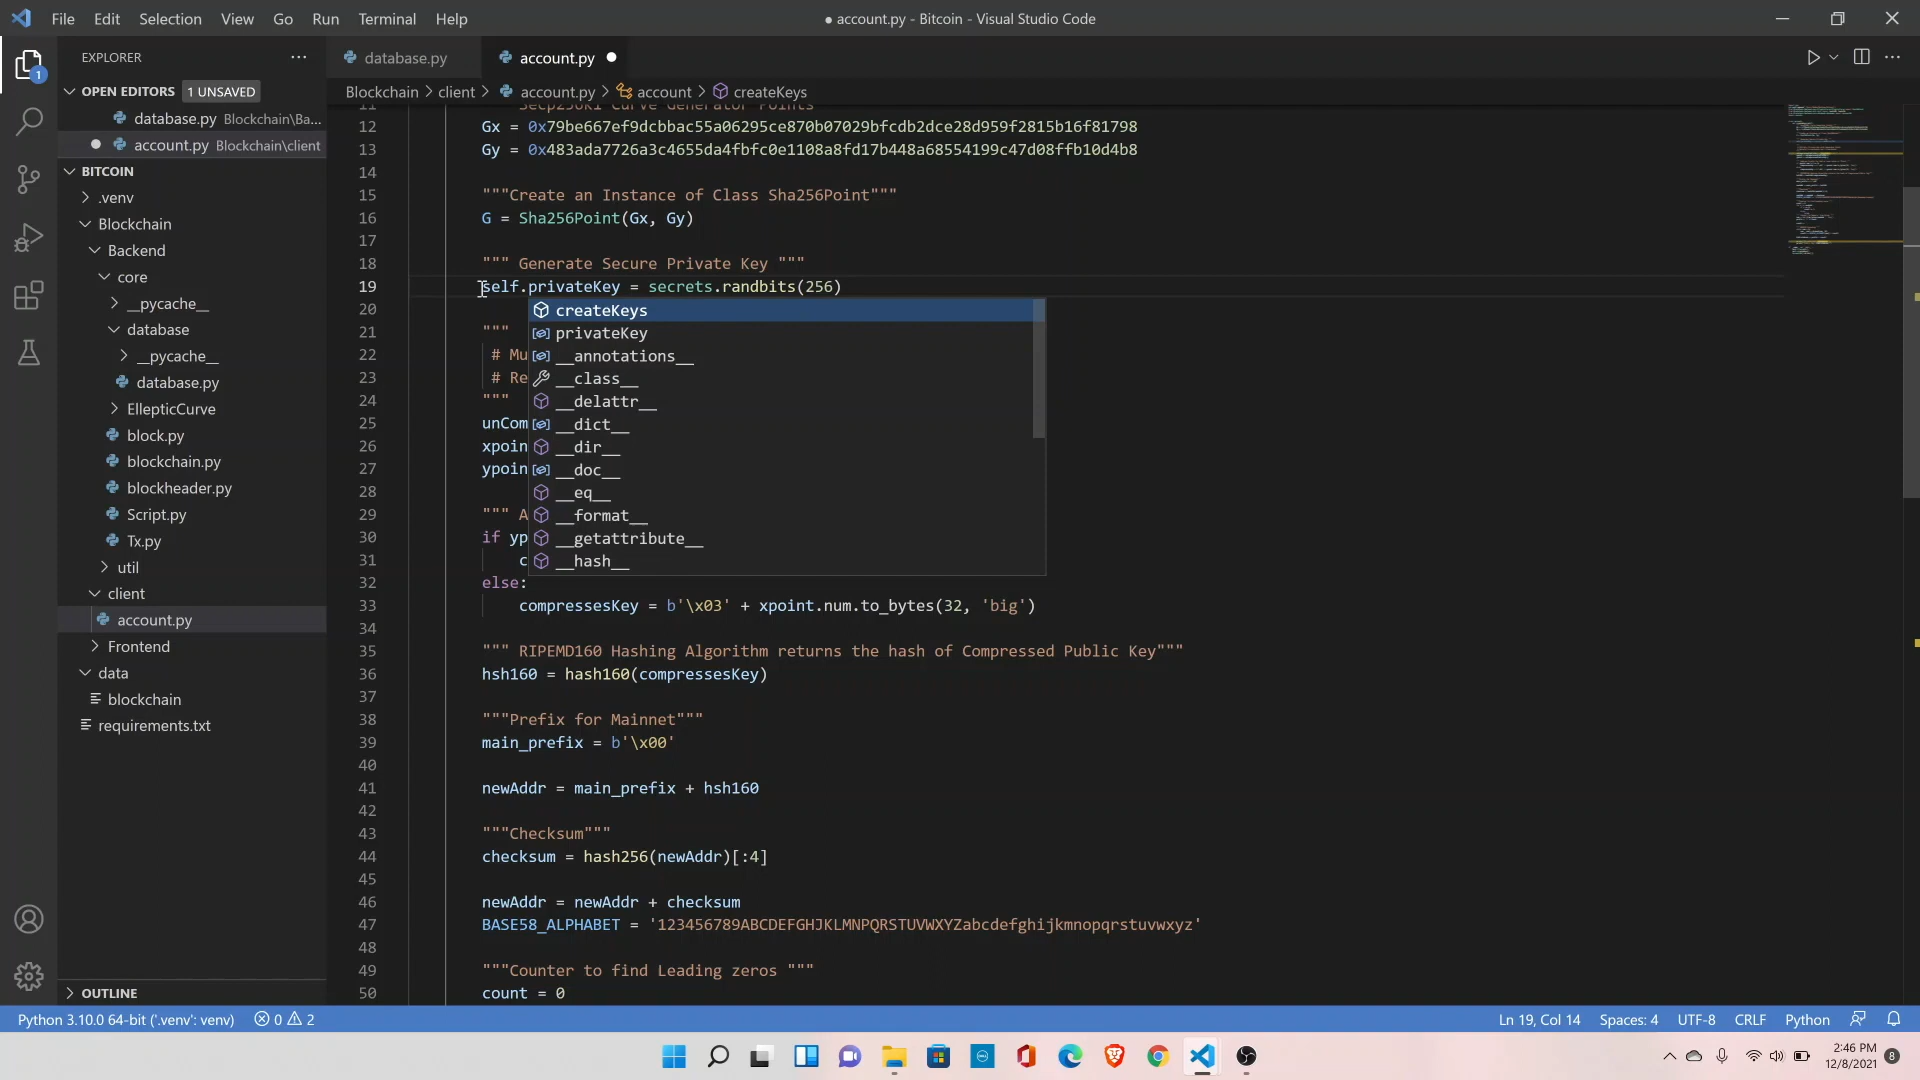 File Edit Selection View Go Run Terminal Help
● account.py - Bitcoin - Visual Studio Code
EXPLORER
OPEN EDITORS 1 UNSAVED
database.py Blockchain\Ba...
account.py Blockchain\client
BITCOIN
.venv
Blockchain
Backend
core
__pycache__
database
__pycache__
database.py
EllepticCurve
block.py
blockchain.py
blockheader.py
Script.py
Tx.py
util
client
account.py
Frontend
data
blockchain
requirements.txt
OUTLINE
database.py account.py
Blockchain > client > account.py > account > createKeys
11 Secp256k1 Curve Generator Points
12 Gx = 0x79be667ef9dcbbac55a06295ce870b07029bfcdb2dce28d959f2815b16f81798
13 Gy = 0x483ada7726a3c4655da4fbfc0e1108a8fd17b448a68554199c47d08ffb10d4b8
14
15 """Create an Instance of Class Sha256Point"""
16 G = Sha256Point(Gx, Gy)
17
18 """ Generate Secure Private Key """
19 self.privateKey = secrets.randbits(256)
20
21 """
22 # Mu
23 # Re
24 """
25 unCom
26 xpoin
27 ypoin
28
29 """ A
30 if yp
31 c
32 else:
33 compressesKey = b'\x03' + xpoint.num.to_bytes(32, 'big')
34
35 """ RIPEMD160 Hashing Algorithm returns the hash of Compressed Public Key"""
36 hsh160 = hash160(compressesKey)
37
38 """Prefix for Mainnet"""
39 main_prefix = b'\x00'
40
41 newAddr = main_prefix + hsh160
42
43 """Checksum"""
44 checksum = hash256(newAddr)[:4]
45
46 newAddr = newAddr + checksum
47 BASE58_ALPHABET = '123456789ABCDEFGHJKLMNPQRSTUVWXYZabcdefghijkmnopqrstuvwxyz'
48
49 """Counter to find Leading zeros """
50 count = 0
createKeys
privateKey
__annotations__
__class__
__delattr__
__dict__
__dir__
__doc__
__eq__
__format__
__getattribute__
__hash__
Python 3.10.0 64-bit ('.venv': venv) 0 2
Ln 19, Col 14 Spaces: 4 UTF-8 CRLF Python
2:46 PM
12/8/2021
8
1